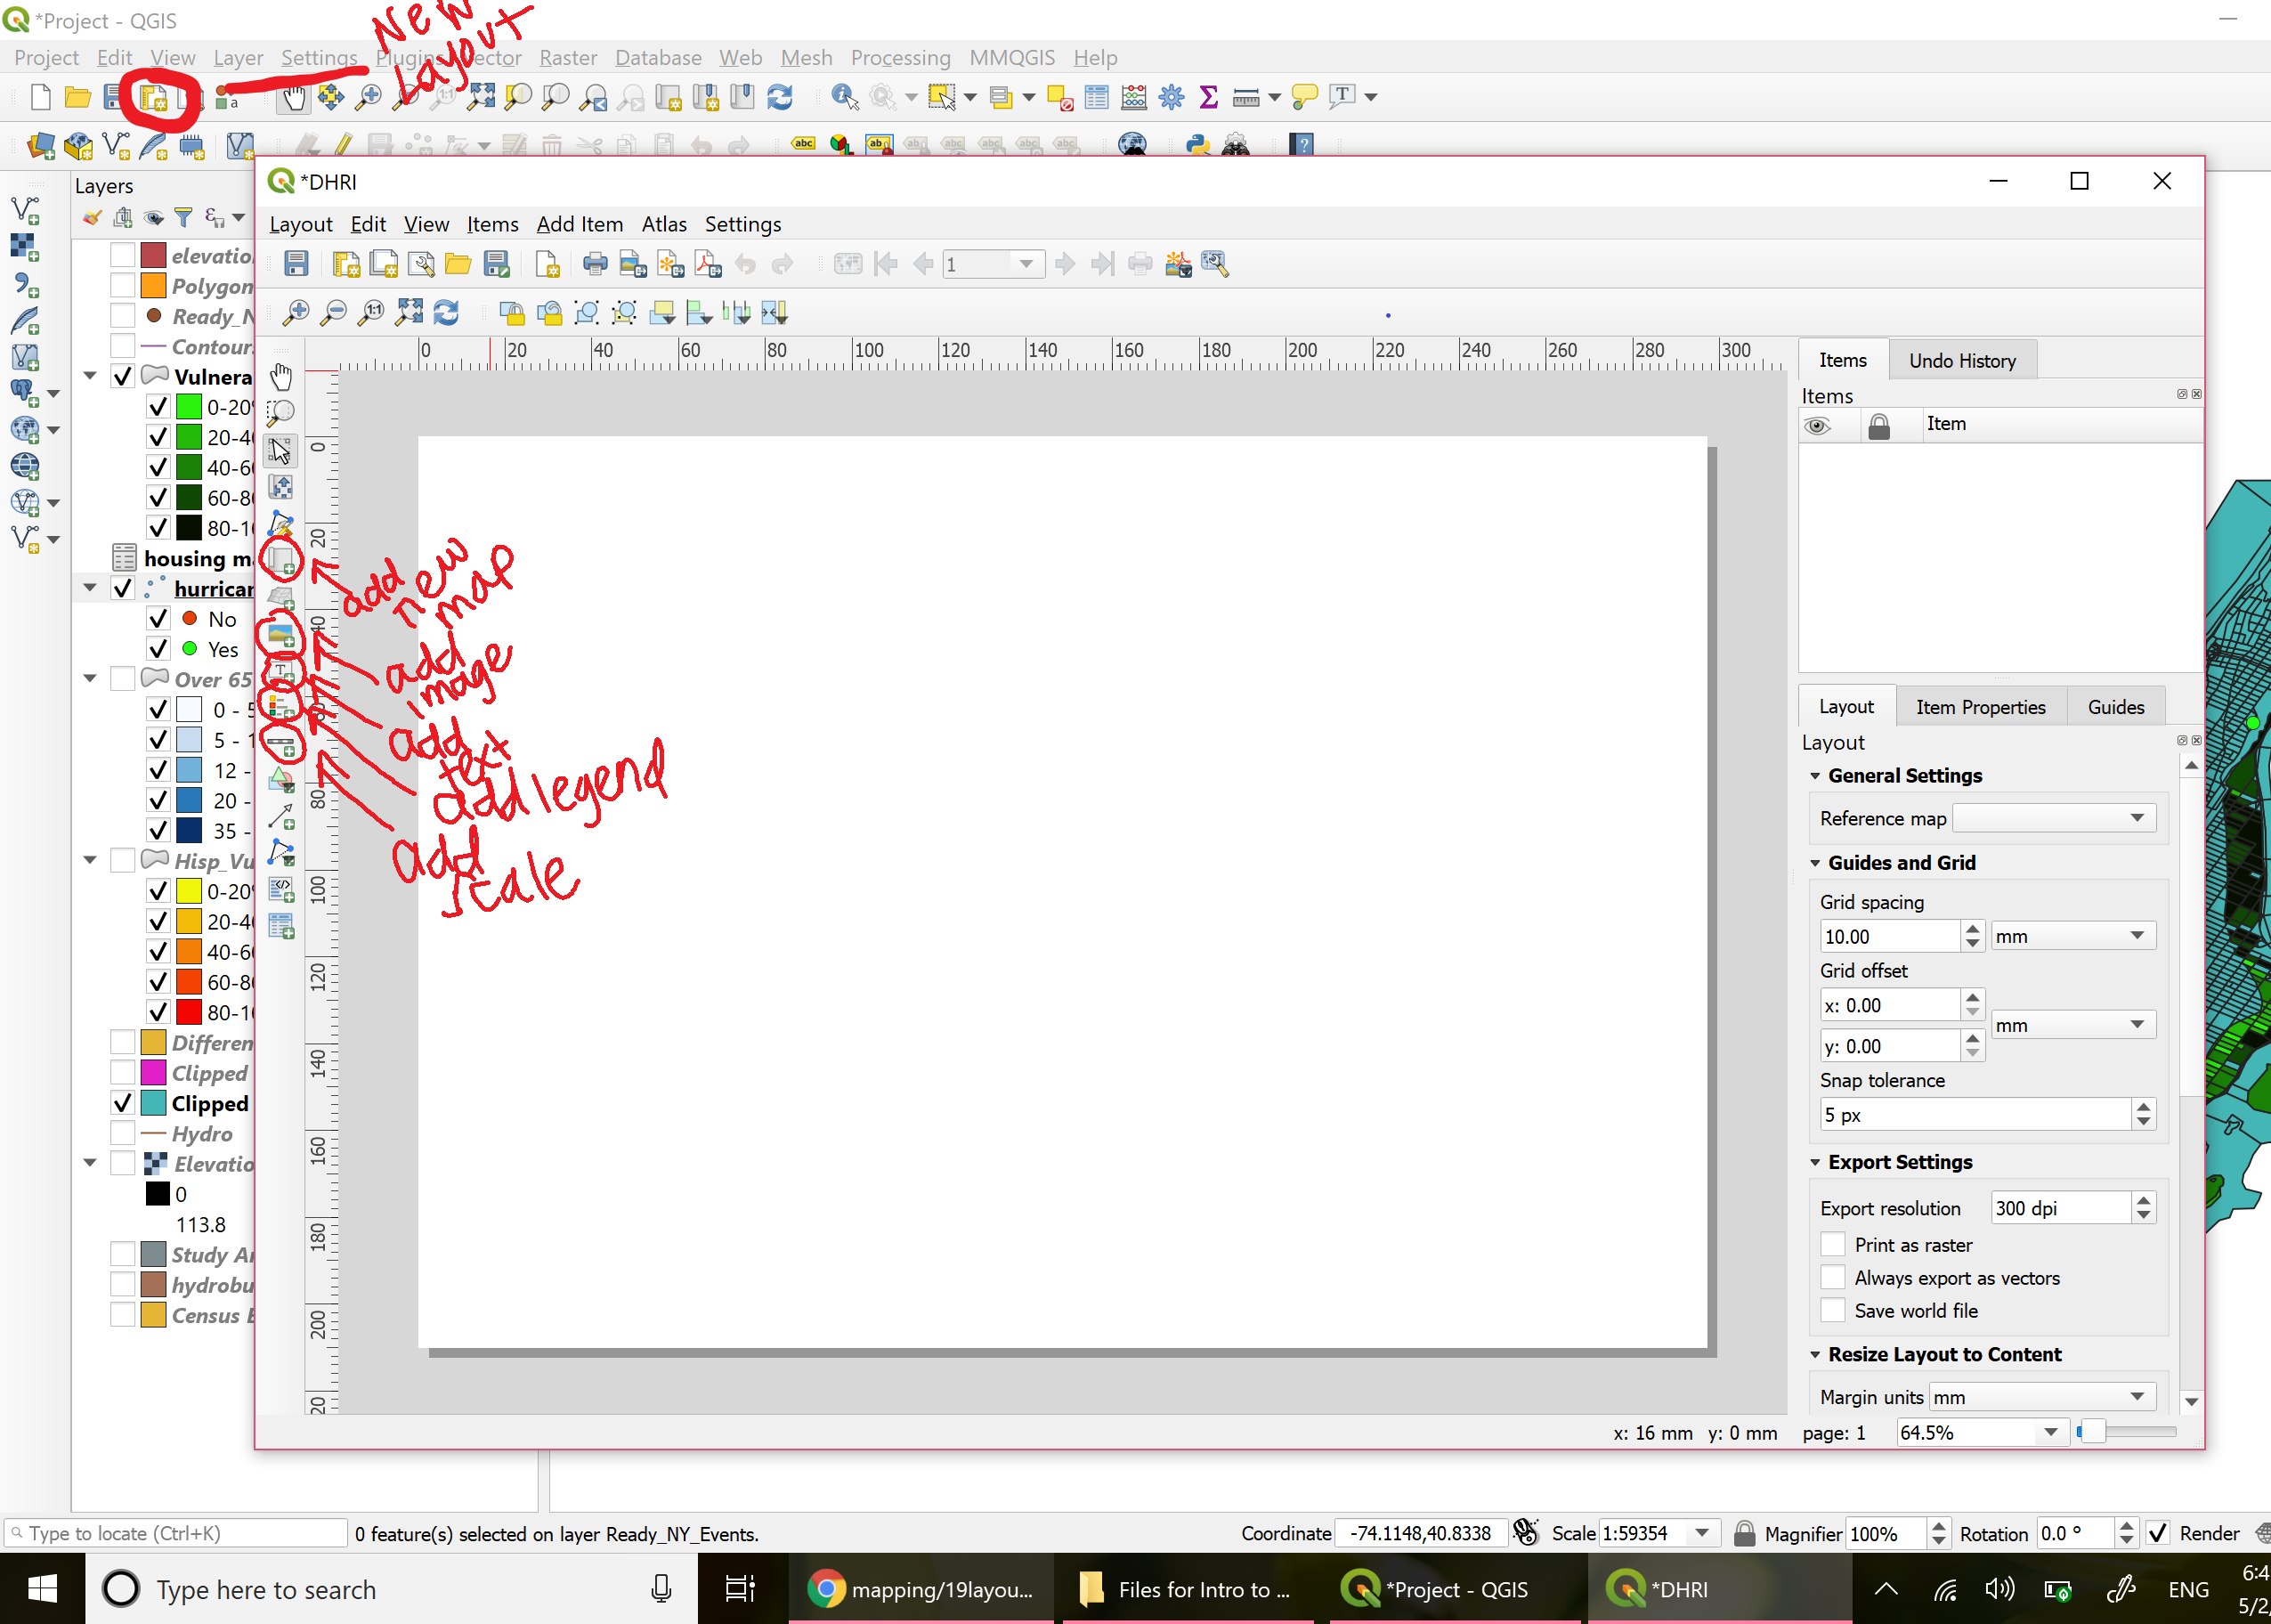 *Project - QGIS
New
Layout
Project Edit View Layer Settings Plugins Vector Raster Database Web Mesh Processing MMQGIS Help
Layers
*DHRI
Layout Edit View Items Add Item Atlas Settings
1
elevatio
Polygon
Ready_N
Contour
Vulnera
0-20
20-4
40-6
60-8
80-1
housing m
hurrican
No
Yes
Over 65
0 - 5
5 - 1
12 -
20 -
35 -
Hisp_Vu
0-20
20-4
40-6
60-8
80-1
Differen
Clipped
Clipped
Hydro
Elevatio
0
113.8
Study A
hydrobu
Census B
0 20 40 60 80 100 120 140 160 180 200 220 240 260 280 300
0
20
40
80
100
120
140
160
180
200
add new
map
add
image
add
text
add legend
add
scale
Items Undo History
Items
Item
Layout Item Properties Guides
Layout
General Settings
Reference map
Guides and Grid
Grid spacing
10.00 mm
Grid offset
x: 0.00
mm
y: 0.00
Snap tolerance
5 px
Export Settings
Export resolution 300 dpi
Print as raster
Always export as vectors
Save world file
Resize Layout to Content
Margin units mm
x: 16 mm y: 0 mm page: 1 64.5%
Type to locate (Ctrl+K) 0 feature(s) selected on layer Ready_NY_Events. Coordinate -74.1148,40.8338 Scale 1:59354 Magnifier 100% Rotation 0.0 ° Render
Type here to search mapping/19layou... Files for Intro to ... *Project - QGIS *DHRI ENG 6:4
5/2